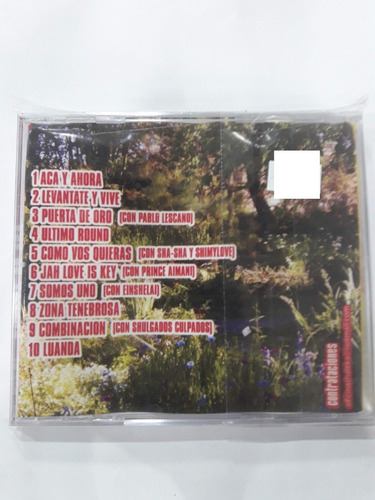 1 ACA Y AHORA
2 LEVANTATE Y VIVE
3 PUERTA DE ORO (CON PABLO LESCANO)
4 ULTIMO ROUND
5 COMO VOS QUIERAS (CON SHA-SHA Y SHIMYLOVE)
6 JAH LOVE IS KEY (CON PRINCE AIMANI)
7 SOMOS UNO (CON EINSHELAI)
8 ZONA TENEBROSA
9 COMBINACION (CON SHULGADOS CULPADOS)
10 LUANDA
contrataciones